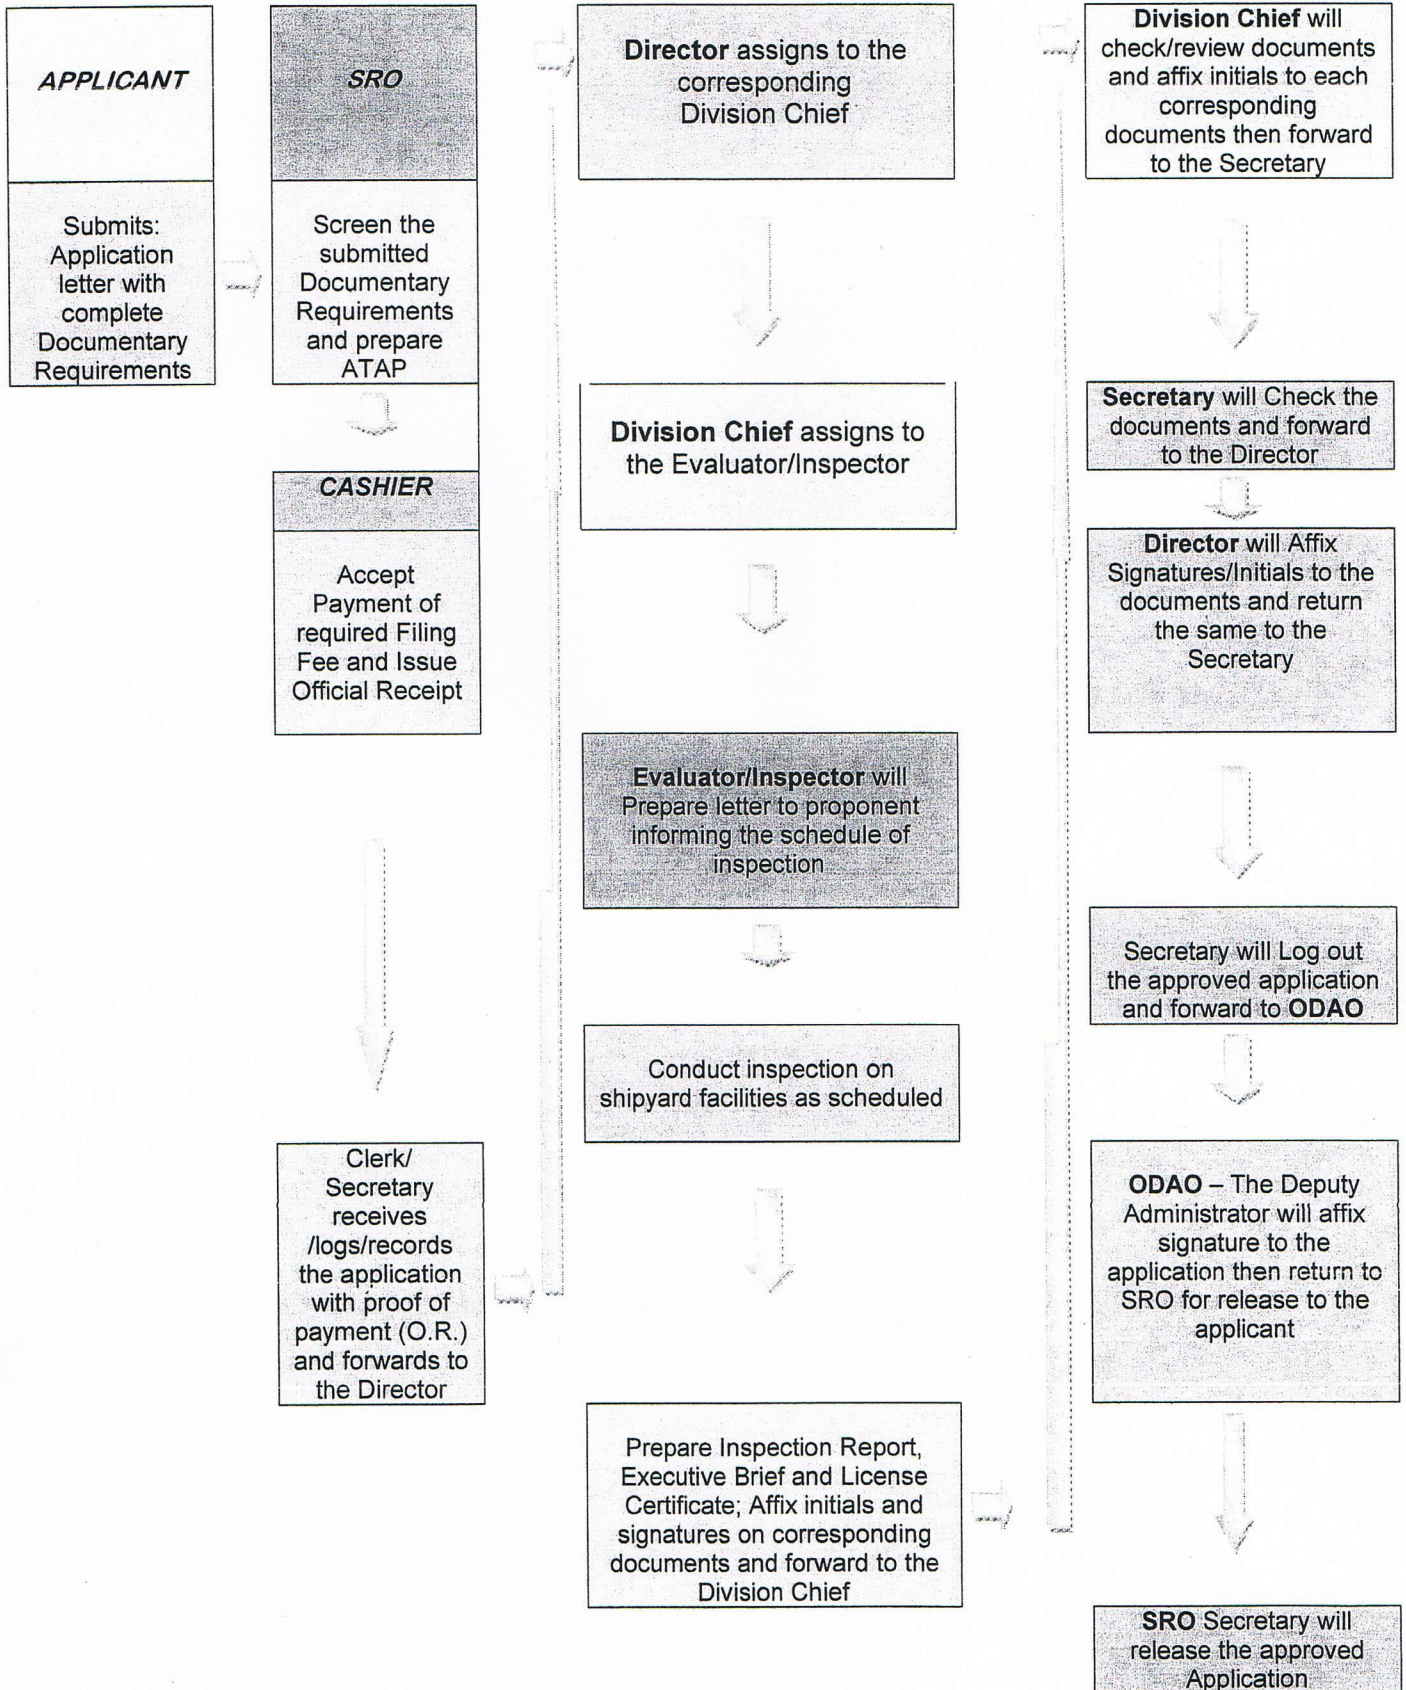 APPLICANT
Submits:
Application
letter with
complete
Documentary
Requirements
SRO
Screen the
submitted
Documentary
Requirements
and prepare
ATAP
CASHIER
Accept
Payment of
required Filing
Fee and Issue
Official Receipt
Clerk/
Secretary
receives
/logs/records
the application
with proof of
payment (O.R.)
and forwards to
the Director
Director assigns to the
corresponding
Division Chief
Division Chief assigns to
the Evaluator/Inspector
Evaluator/Inspector will
Prepare letter to proponent
informing the schedule of
inspection
Conduct inspection on
shipyard facilities as scheduled
Prepare Inspection Report,
Executive Brief and License
Certificate; Affix initials and
signatures on corresponding
documents and forward to the
Division Chief
Division Chief will
check/review documents
and affix initials to each
corresponding
documents then forward
to the Secretary
Secretary will Check the
documents and forward
to the Director
Director will Affix
Signatures/Initials to the
documents and return
the same to the
Secretary
Secretary will Log out
the approved application
and forward to ODAO
ODAO – The Deputy
Administrator will affix
signature to the
application then return to
SRO for release to the
applicant
SRO Secretary will
release the approved
Application